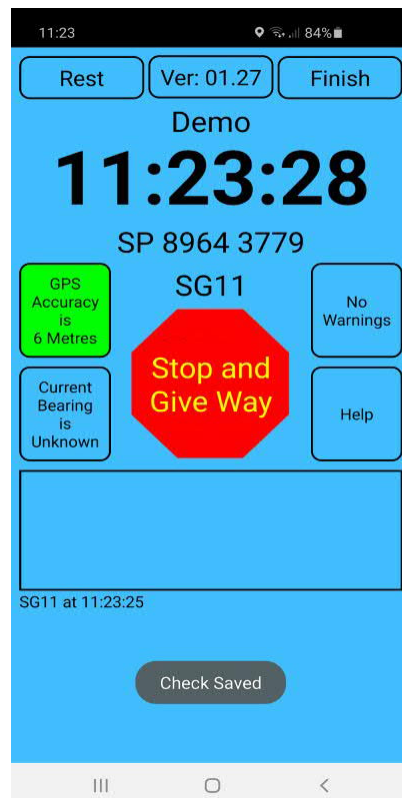 11:23
84%
Rest
Ver: 01.27
Finish
Demo
11:23:28
SP 8964 3779
GPS
Accuracy
is
6 Metres
SG11
No
Warnings
Stop and
Give Way
Current
Bearing
is
Unknown
Help
SG11 at 11:23:25
Check Saved